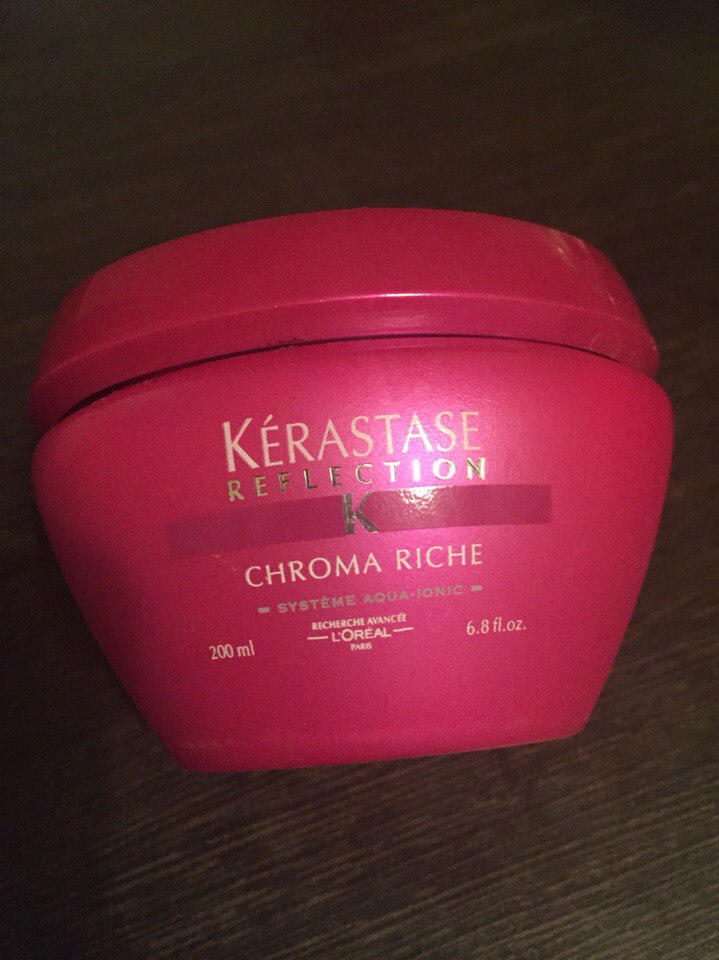 KÉRASTASE
REFLECTION
K
CHROMA RICHE
SYSTÈME AQUA-IONIC
RECHERCHE AVANCÉE
L'ORÉAL
PARIS
200 ml
6.8 fl.oz.